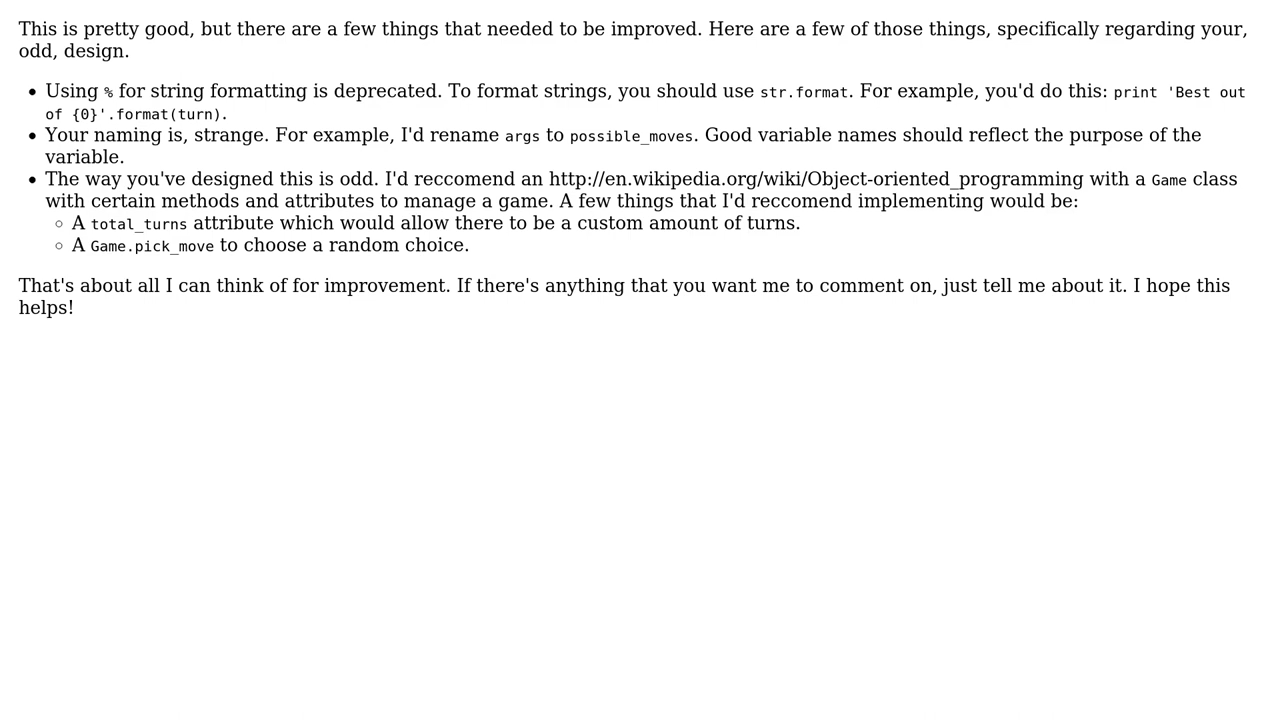 This is pretty good, but there are a few things that needed to be improved. Here are a few of those things, specifically regarding your,
odd, design.
• Using % for string formatting is deprecated. To format strings, you should use str.format. For example, you'd do this: print 'Best out
of {0}'.format(turn).
• Your naming is, strange. For example, I'd rename args to possible_moves. Good variable names should reflect the purpose of the
variable.
• The way you've designed this is odd. I'd reccomend an http://en.wikipedia.org/wiki/Object-oriented_programming with a Game class
with certain methods and attributes to manage a game. A few things that I'd reccomend implementing would be:
◦ A total_turns attribute which would allow there to be a custom amount of turns.
◦ A Game.pick_move to choose a random choice.
That's about all I can think of for improvement. If there's anything that you want me to comment on, just tell me about it. I hope this
helps!